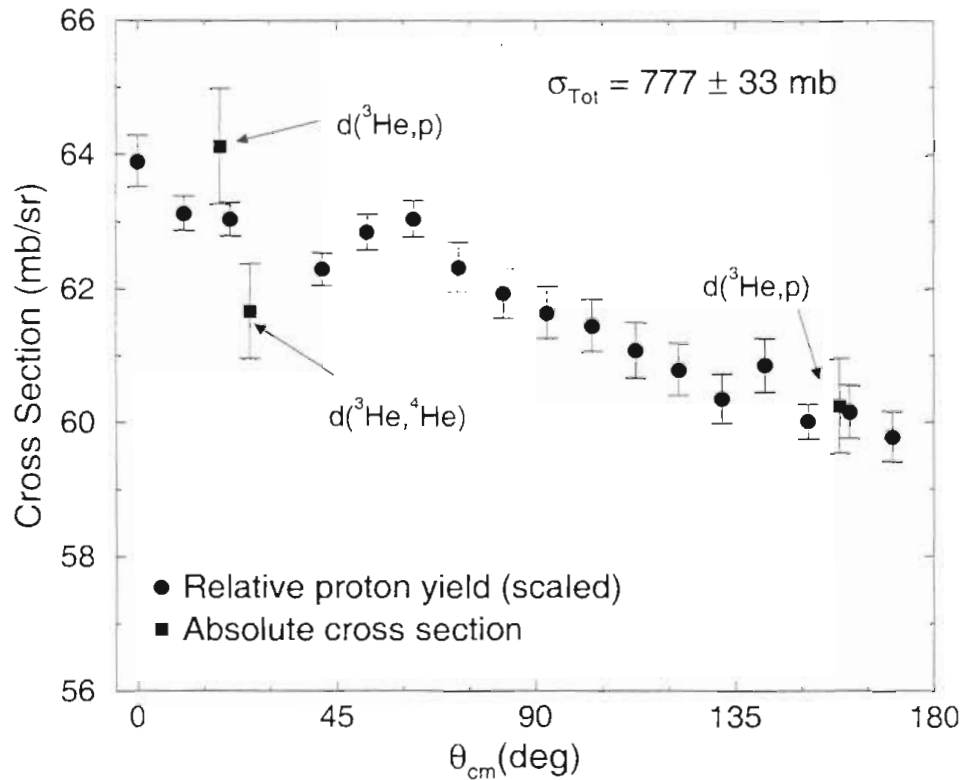 66
64
62
60
58
56
Cross Section (mb/sr)
σTot = 777 ± 33 mb
d(³He,p)
d(³He,p)
d(³He,⁴He)
Relative proton yield (scaled)
Absolute cross section
0 45 90 135 180
θcm(deg)